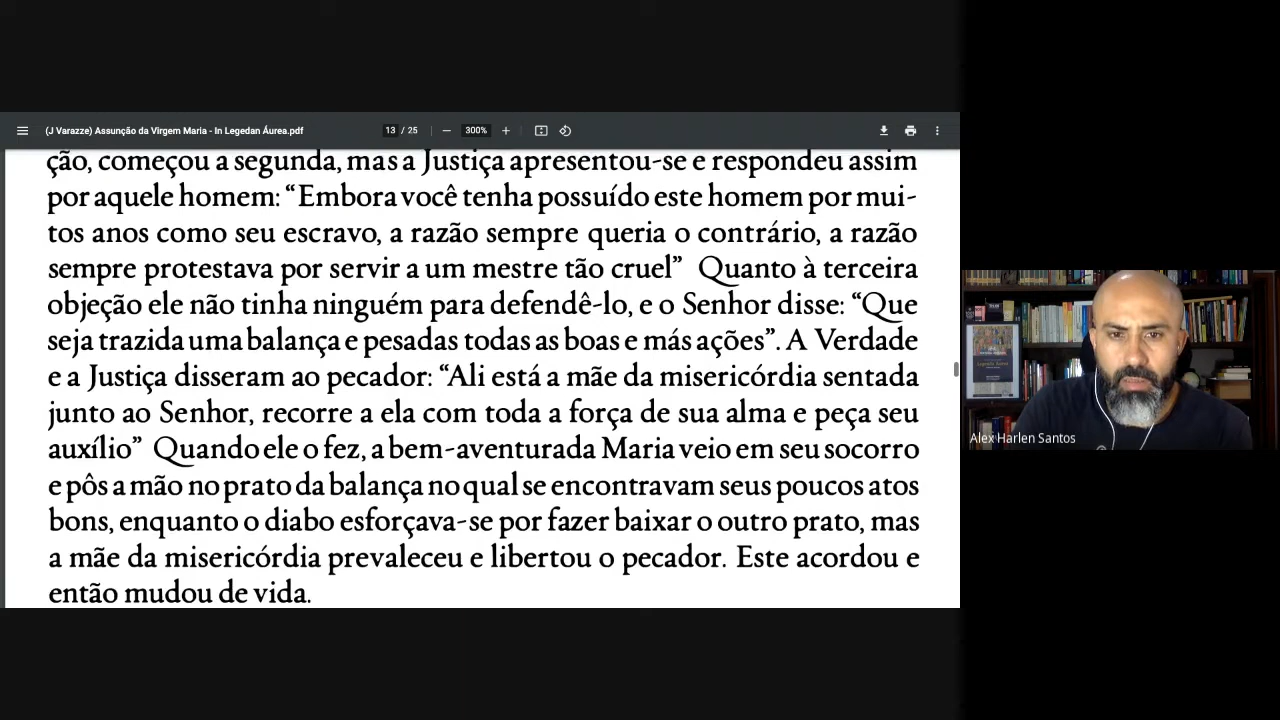 (J Varazze) Assunção da Virgem Maria - In Legedan Áurea.pdf
13 / 25
300%
ção, começou a segunda, mas a Justiça apresentou-se e respondeu assim
por aquele homem: “Embora você tenha possuído este homem por mui-
tos anos como seu escravo, a razão sempre queria o contrário, a razão
sempre protestava por servir a um mestre tão cruel” Quanto à terceira
objeção ele não tinha ninguém para defendê-lo, e o Senhor disse: “Que
seja trazida uma balança e pesadas todas as boas e más ações”. A Verdade
e a Justiça disseram ao pecador: “Ali está a mãe da misericórdia sentada
junto ao Senhor, recorre a ela com toda a força de sua alma e peça seu
auxílio” Quando ele o fez, a bem-aventurada Maria veio em seu socorro
e pôs a mão no prato da balança no qual se encontravam seus poucos atos
bons, enquanto o diabo esforçava-se por fazer baixar o outro prato, mas
a mãe da misericórdia prevaleceu e libertou o pecador. Este acordou e
então mudou de vida.
Alex Harlen Santos